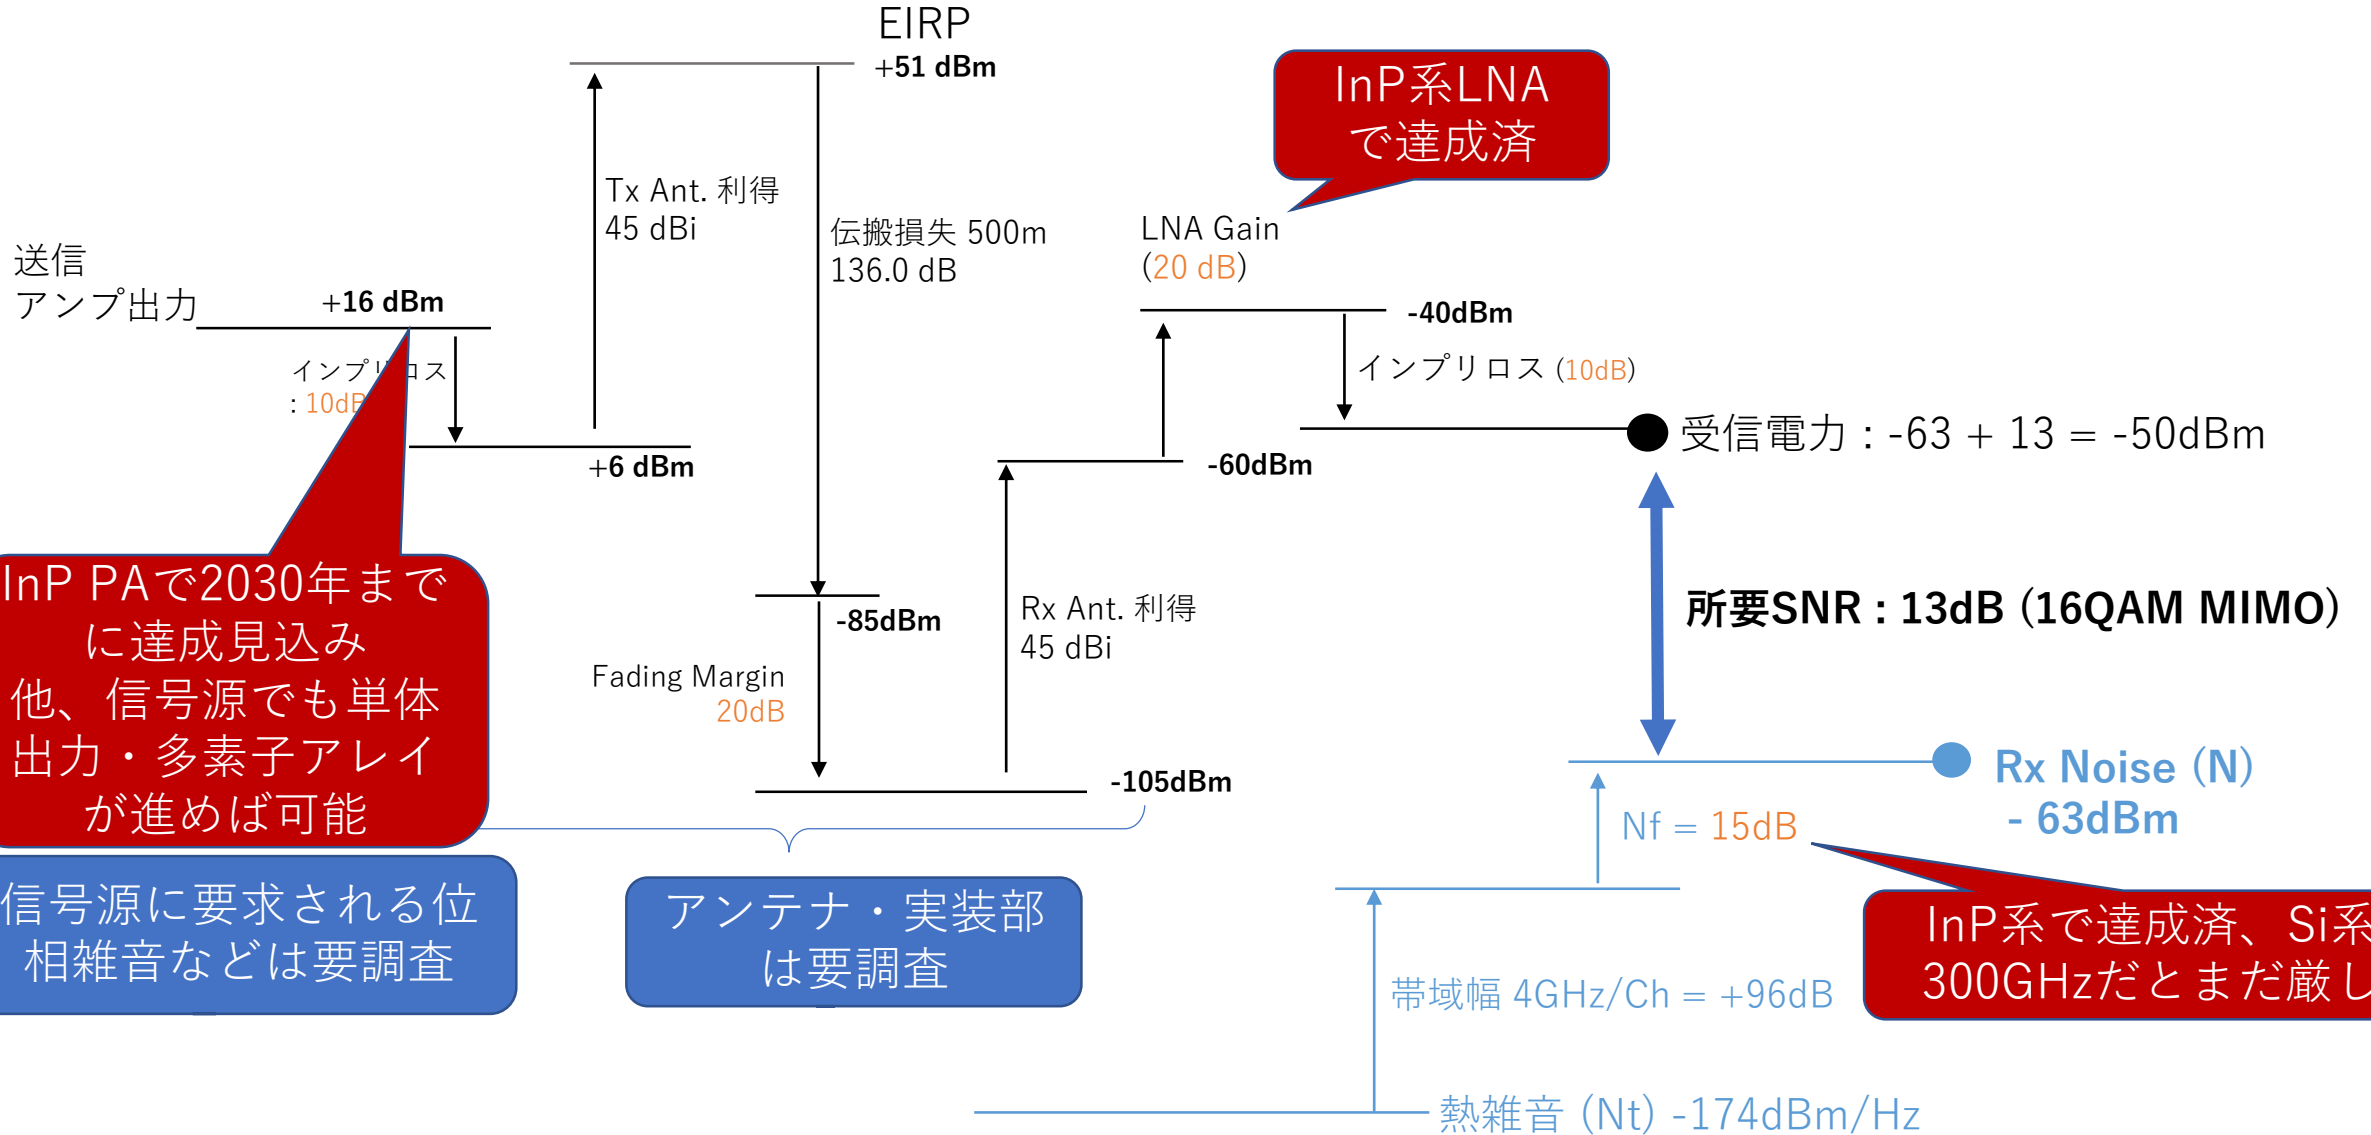 EIRP
+51 dBm
InP系LNA
で達成済
Tx Ant. 利得
45 dBi
伝搬損失 500m
136.0 dB
LNA Gain
(20 dB)
送信
アンプ出力
+16 dBm
-40dBm
インプリロス
: 10dB
インプリロス (10dB)
+6 dBm
-60dBm
受信電力 : -63 + 13 = -50dBm
InP PAで2030年まで
に達成見込み
他、信号源でも単体
出力・多素子アレイ
が進めば可能
-85dBm
Rx Ant. 利得
45 dBi
所要SNR : 13dB (16QAM MIMO)
Fading Margin
20dB
-105dBm
Rx Noise (N)
- 63dBm
Nf = 15dB
信号源に要求される位
相雑音などは要調査
アンテナ・実装部
は要調査
InP系で達成済、Si系
300GHzだとまだ厳し
帯域幅 4GHz/Ch = +96dB
熱雑音 (Nt) -174dBm/Hz